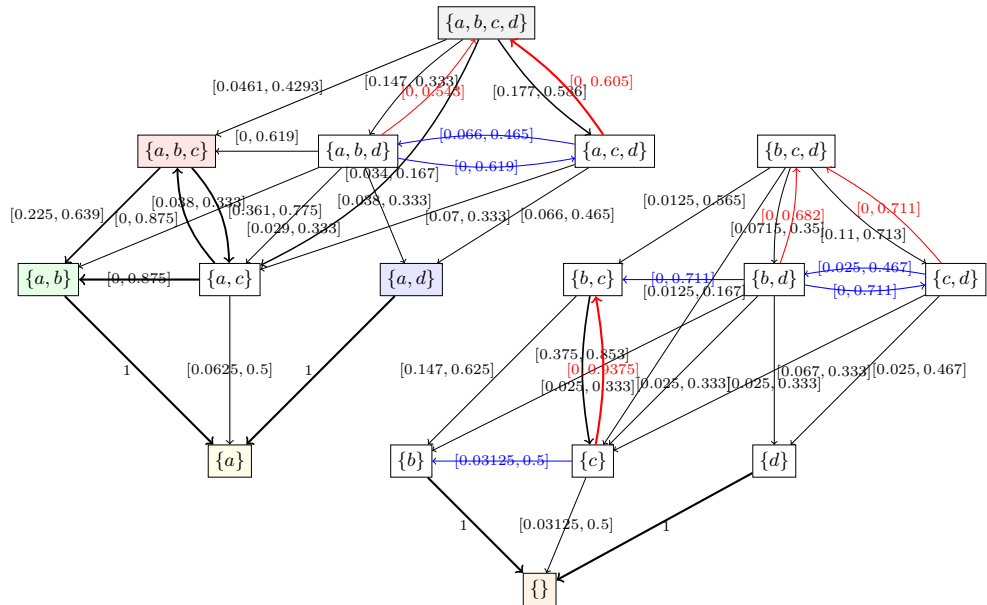 {a, b, c, d}
[0.0461, 0.4293]
[0.147, 0.333]
[0, 0.543]
[0.177, 0.586]
[0, 0.605]
{a, b, c}
[0, 0.619]
{a, b, d}
[0.066, 0.465]
[0, 0.619]
{a, c, d}
{b, c, d}
[0.034, 0.167]
[0.225, 0.639]
[0, 0.875]
[0.038, 0.333]
[0.361, 0.775]
[0.029, 0.333]
[0.038, 0.333]
[0.07, 0.333]
[0.066, 0.465]
[0.0125, 0.565]
[0.0715, 0.35]
[0, 0.682]
[0.11, 0.713]
[0, 0.711]
{a, b}
[0, 0.875]
{a, c}
{a, d}
{b, c}
[0, 0.711]
[0.0125, 0.167]
{b, d}
[0.025, 0.467]
[0, 0.711]
{c, d}
1
[0.0625, 0.5]
1
[0.147, 0.625]
[0.375, 0.853]
[0, 0.9375]
[0.025, 0.333]
[0.025, 0.333]
[0.025, 0.333]
[0.067, 0.333]
[0.025, 0.467]
{a}
{b}
[0.03125, 0.5]
{c}
{d}
1
[0.03125, 0.5]
1
{}